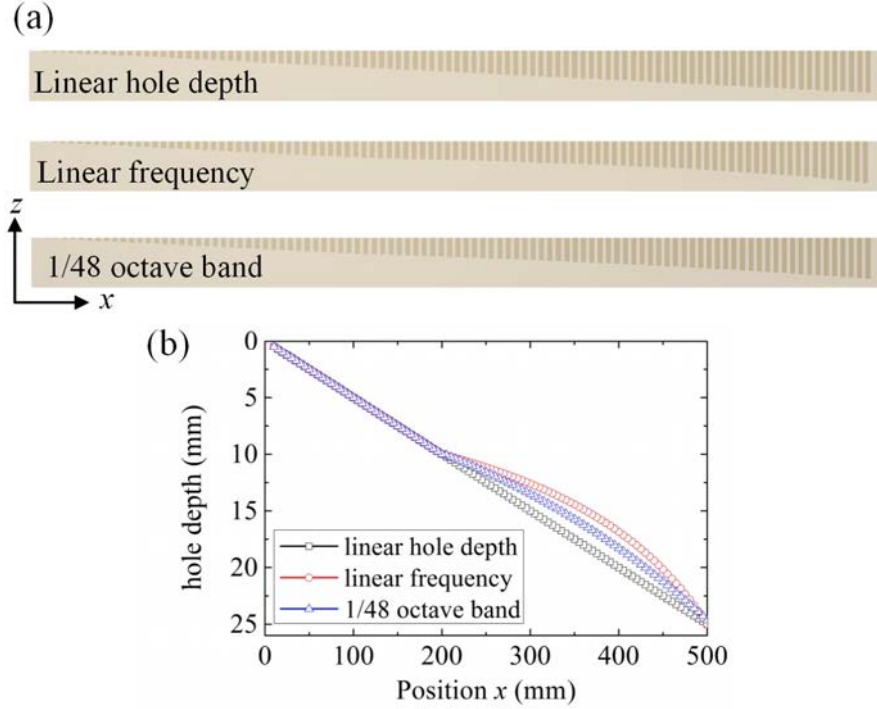 (a)
Linear hole depth
Linear frequency
z
1/48 octave band
x
(b)
0
5
10
15
20
25
hole depth (mm)
linear hole depth
linear frequency
1/48 octave band
0 100 200 300 400 500
Position x (mm)